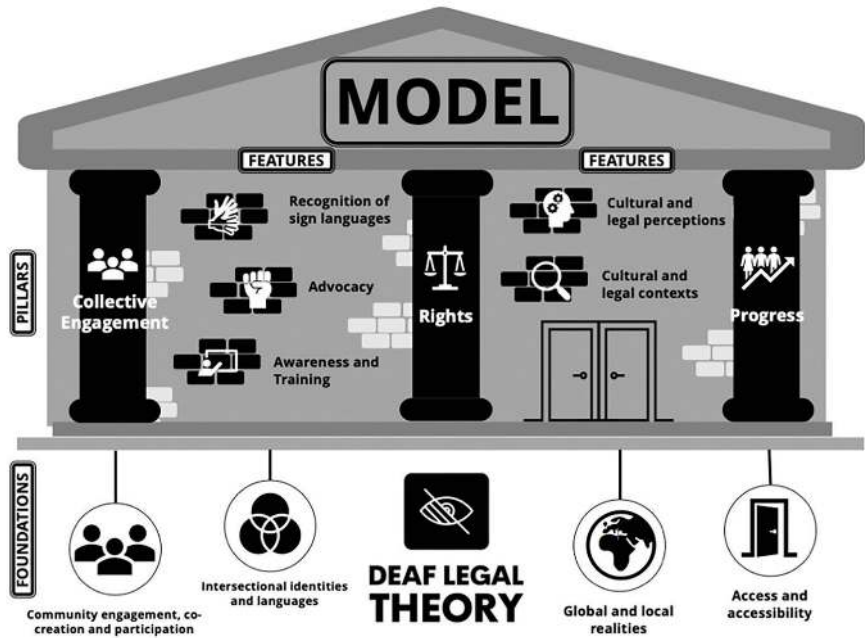 MODEL
FEATURES
FEATURES
PILLARS
Collective
Engagement
Recognition of
sign languages
Advocacy
Awareness and
Training
Rights
Cultural and
legal perceptions
Cultural and
legal contexts
Progress
FOUNDATIONS
Community engagement, co-
creation and participation
Intersectional identities
and languages
DEAF LEGAL
THEORY
Global and local
realities
Access and
accessibility